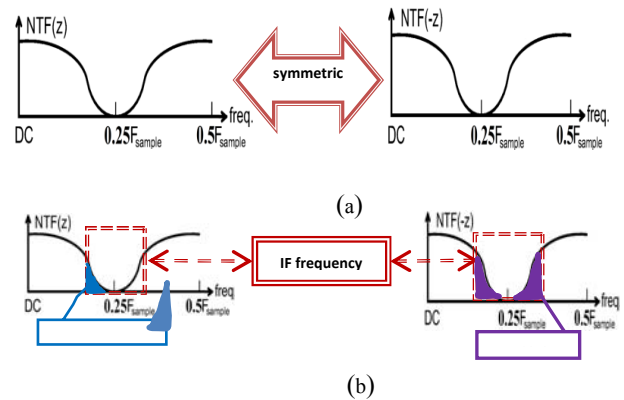 NTF(z)
symmetric
NTF(-z)
DC
0.25Fsample
0.5Fsample
freq.
DC
0.25Fsample
0.5Fsample
freq.
(a)
NTF(z)
IF frequency
NTF(-z)
DC
0.25Fsample
0.5Fsample
freq
DC
0.25Fsample
0.5Fsample
freq.
(b)